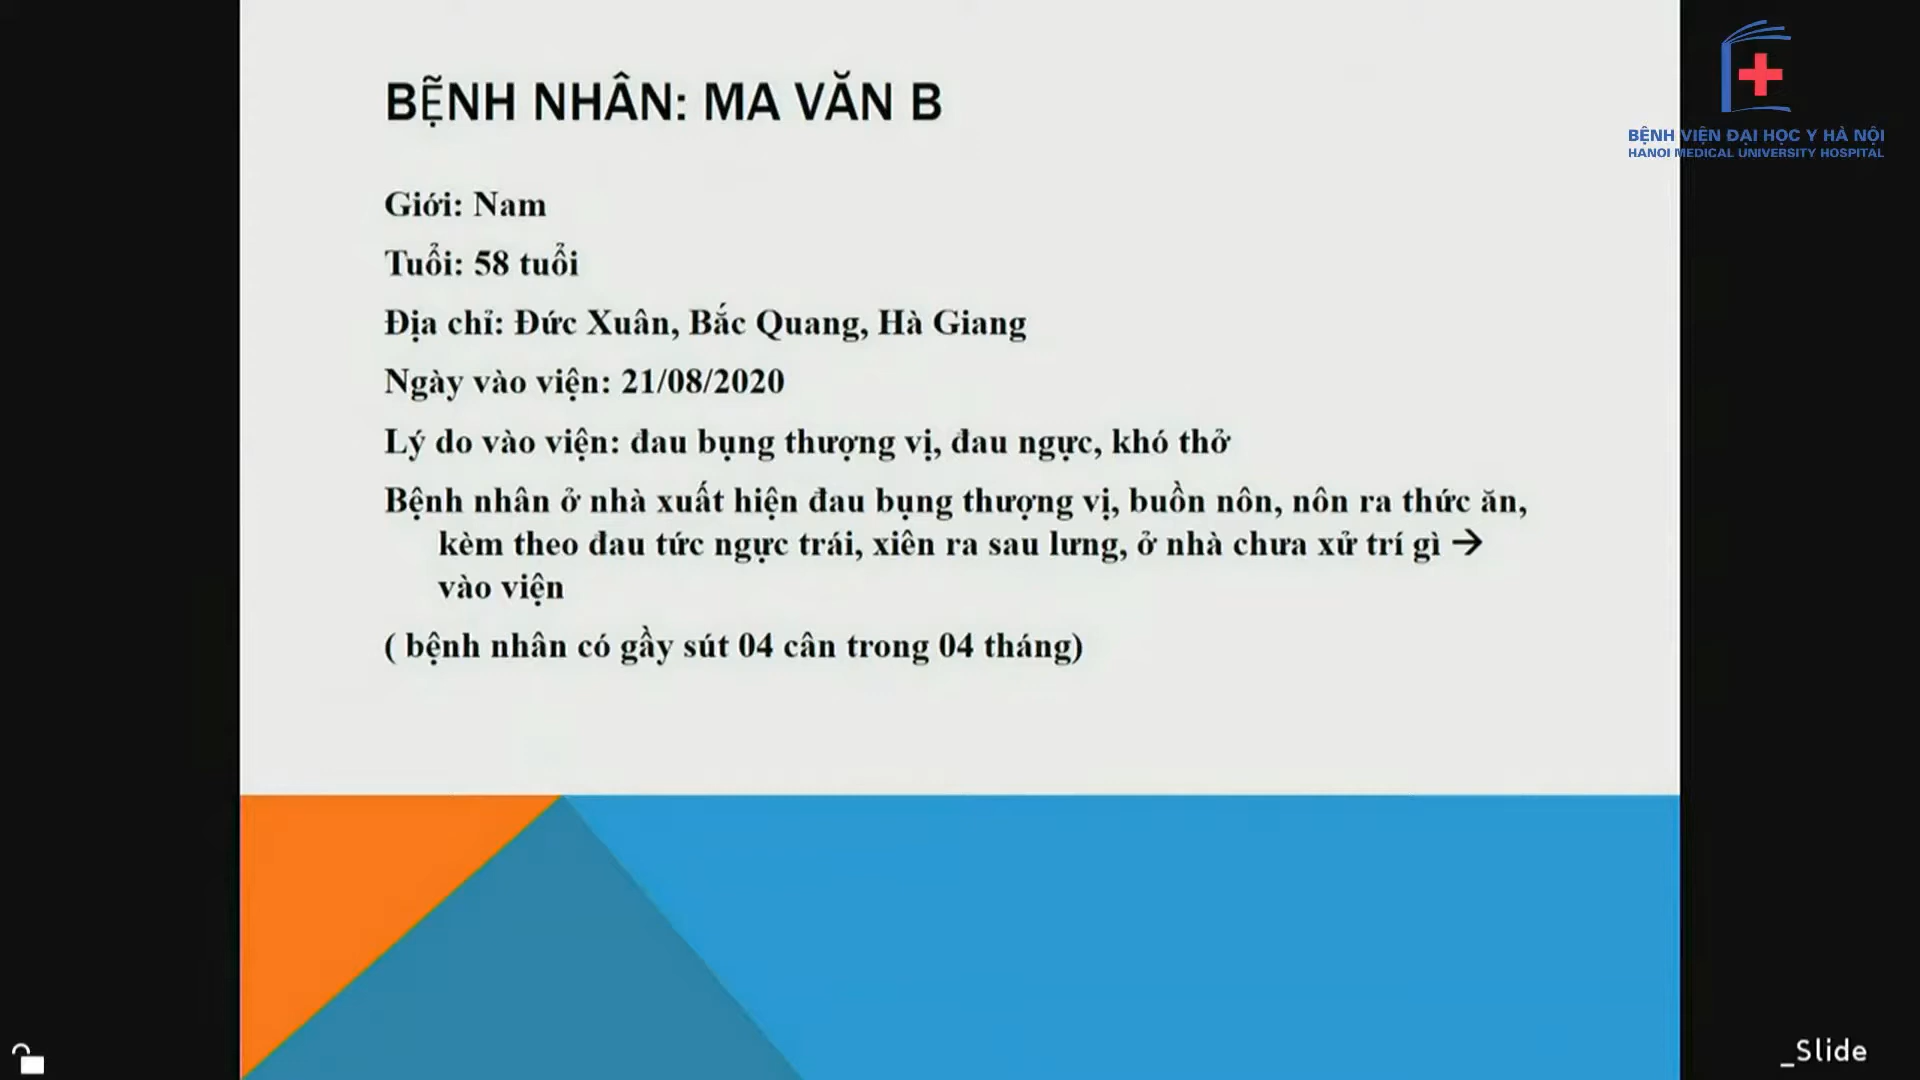 BỆNH NHÂN: MA VĂN B
BỆNH VIỆN ĐẠI HỌC Y HÀ NỘI
HANOI MEDICAL UNIVERSITY HOSPITAL
Giới: Nam
Tuổi: 58 tuổi
Địa chỉ: Đức Xuân, Bắc Quang, Hà Giang
Ngày vào viện: 21/08/2020
Lý do vào viện: đau bụng thượng vị, đau ngực, khó thở
Bệnh nhân ở nhà xuất hiện đau bụng thượng vị, buồn nôn, nôn ra thức ăn,
kèm theo đau tức ngực trái, xiên ra sau lưng, ở nhà chưa xử trí gì →
vào viện
( bệnh nhân có gầy sút 04 cân trong 04 tháng)
_Slide